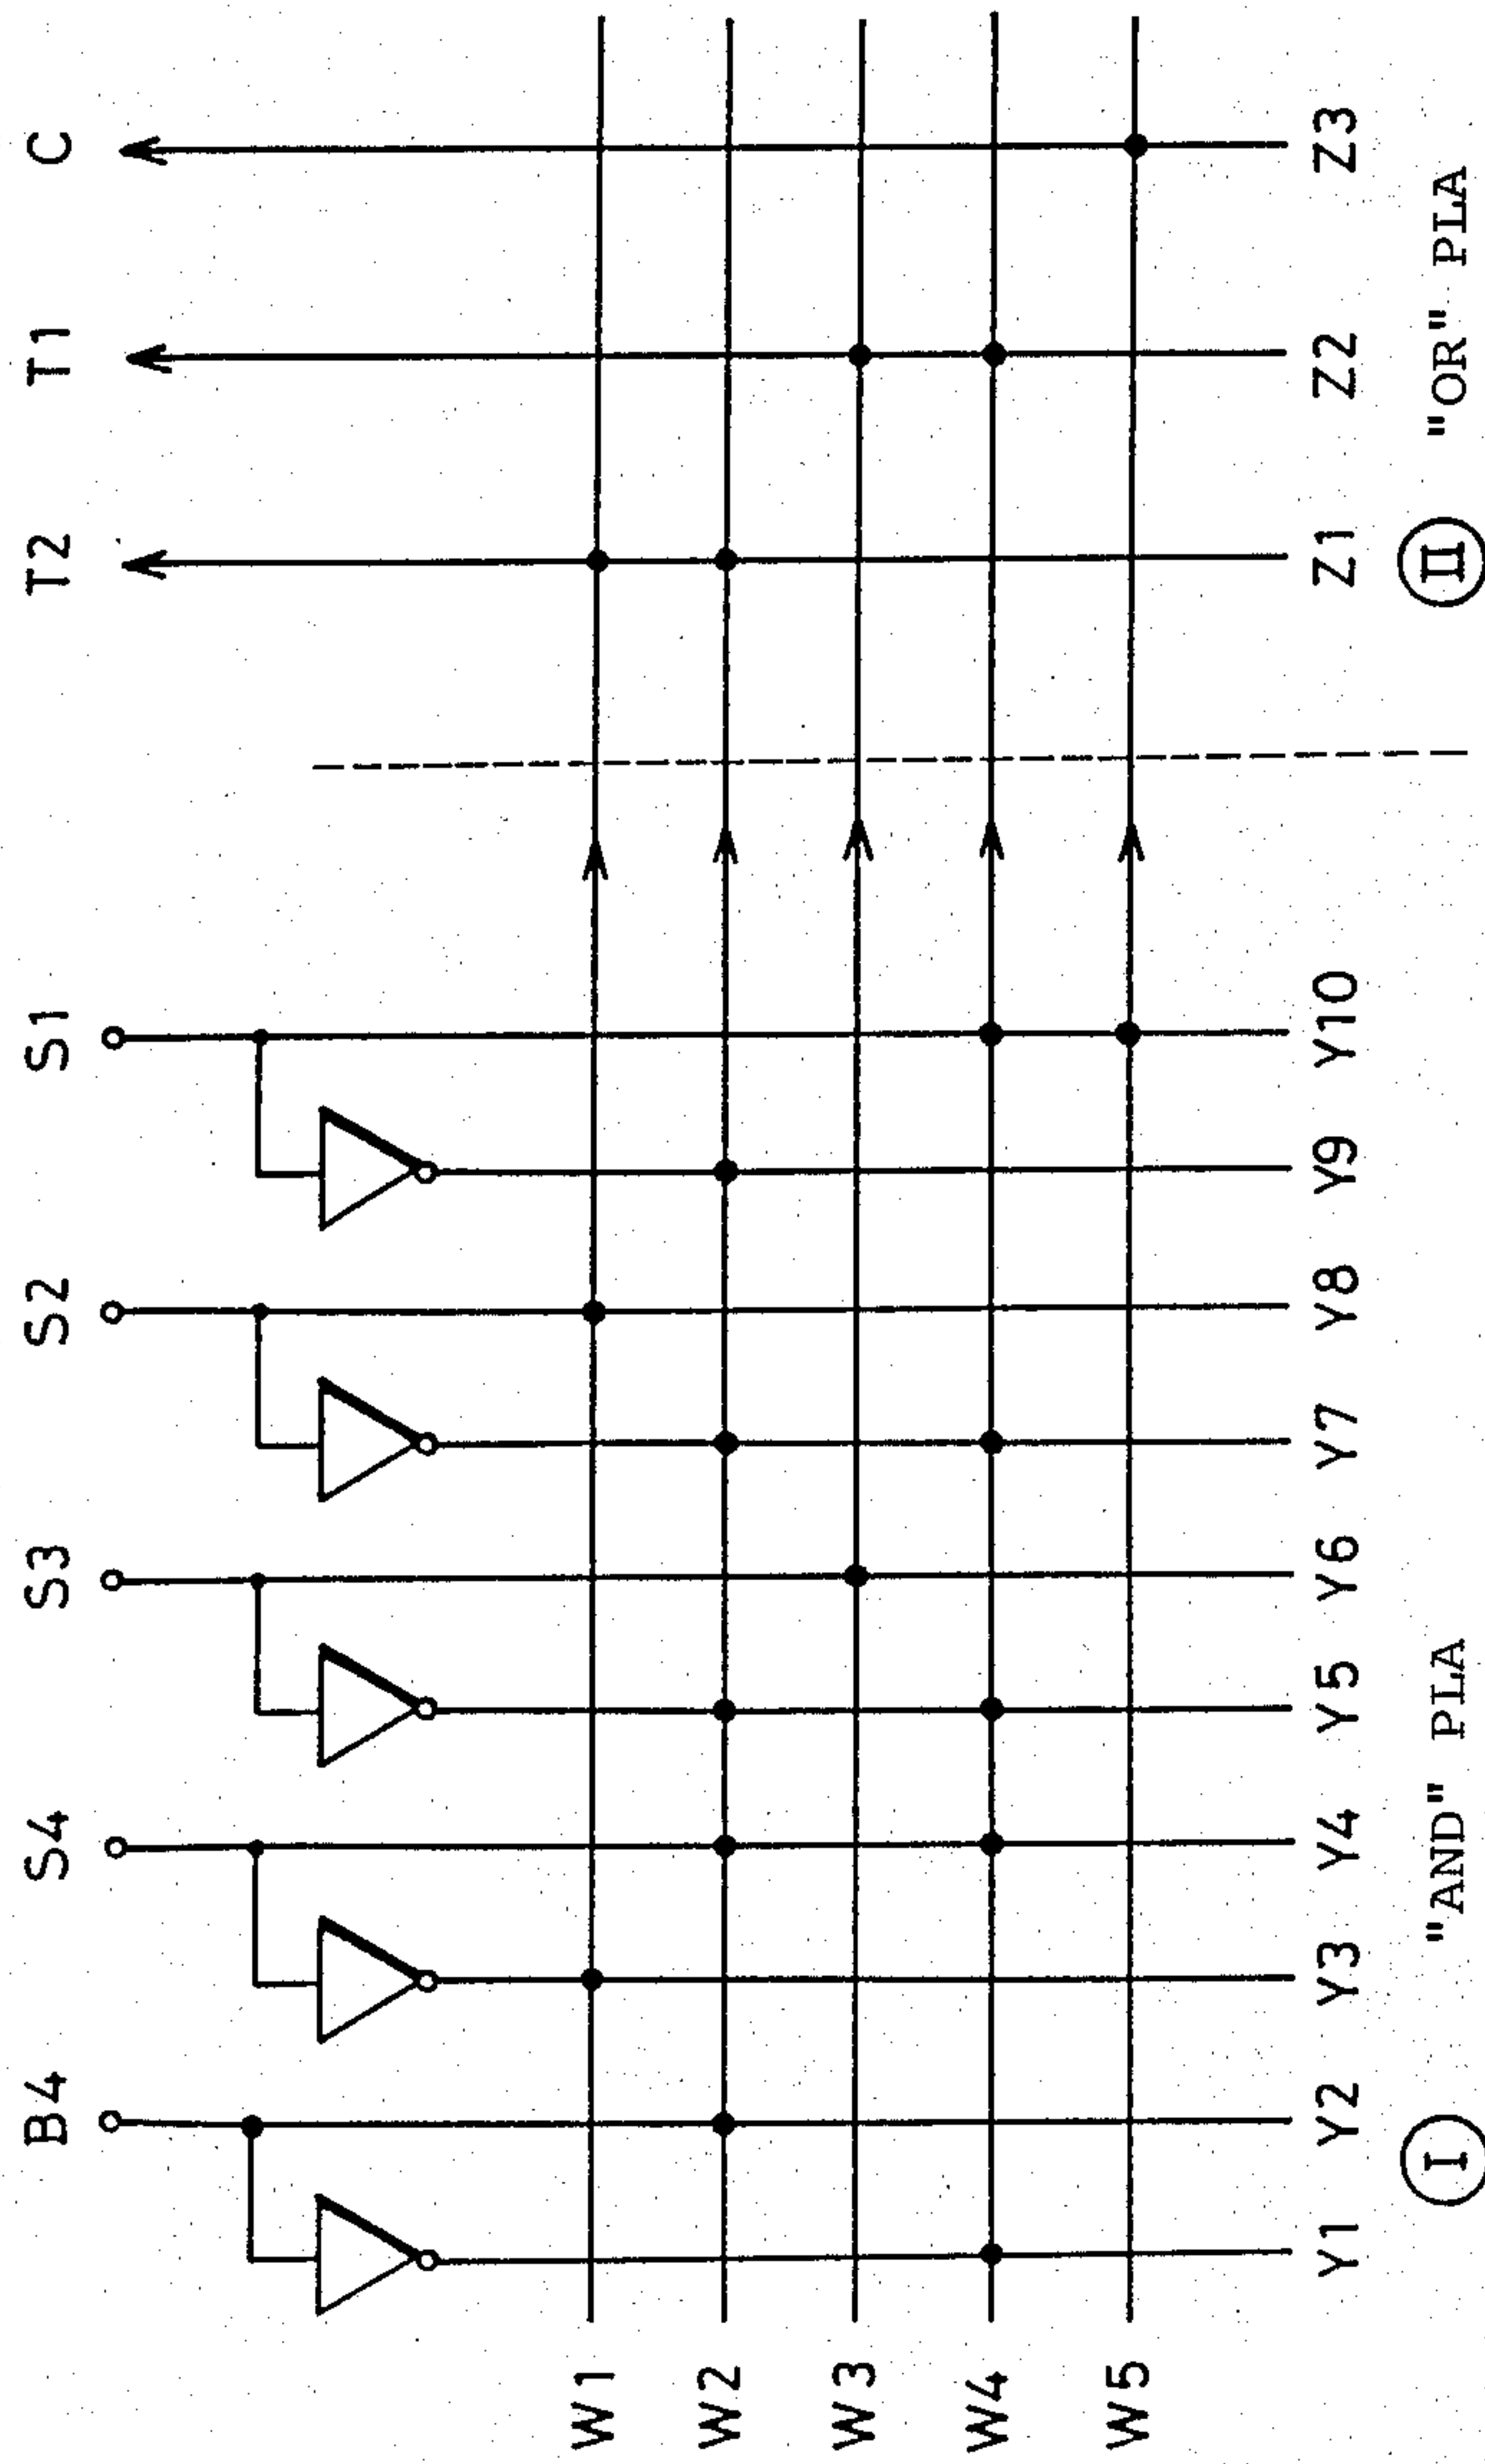 B4 S4 S3 S2 S1 T2 T1 C
W1
W2
W3
W4
W5
Y1 Y2 Y3 Y4 Y5 Y6 Y7 Y8 Y9 Y10 Z1 Z2 Z3
I "AND" PLA II "OR" PLA